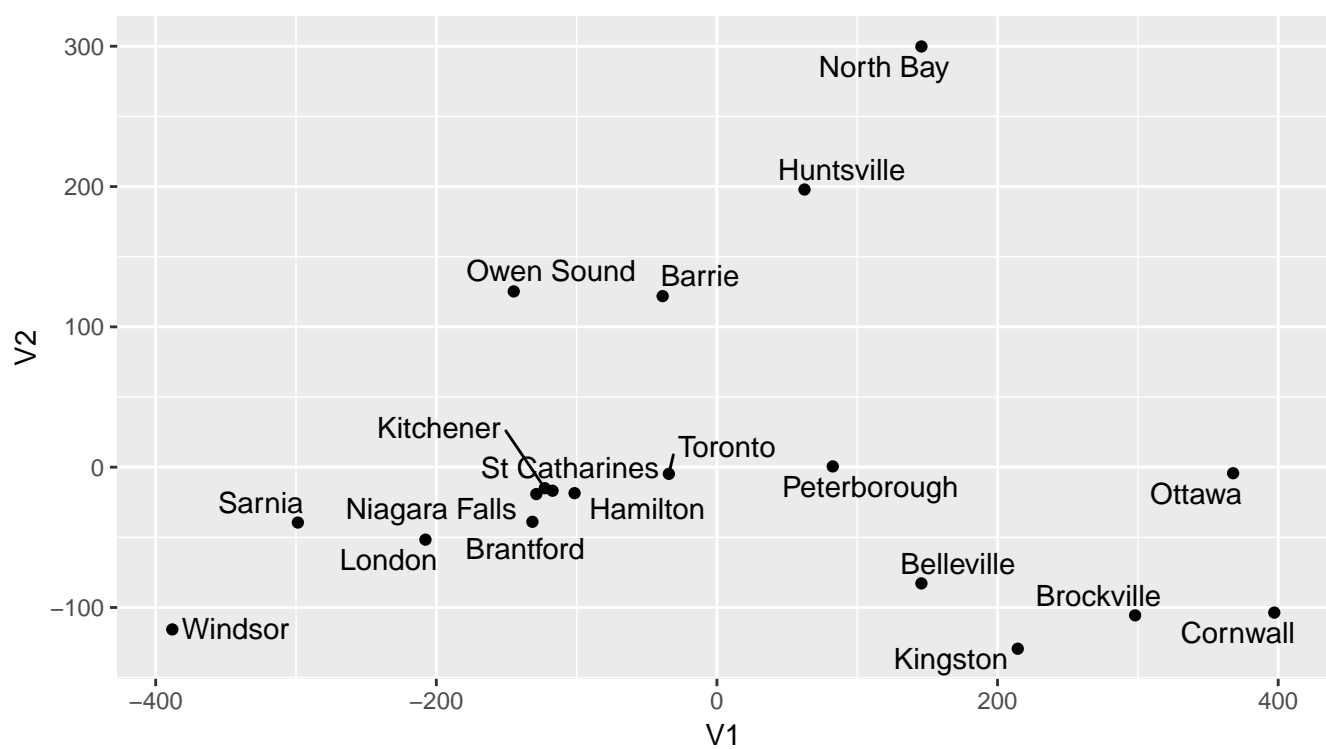 300
North Bay
Huntsville
200
Owen Sound
Barrie
100
V2
Kitchener
Toronto
St Catharines
0
Peterborough
Ottawa
Sarnia
Niagara Falls
Hamilton
London
Brantford
Belleville
Brockville
−100
Windsor
Cornwall
Kingston
−400
−200
0
200
400
V1